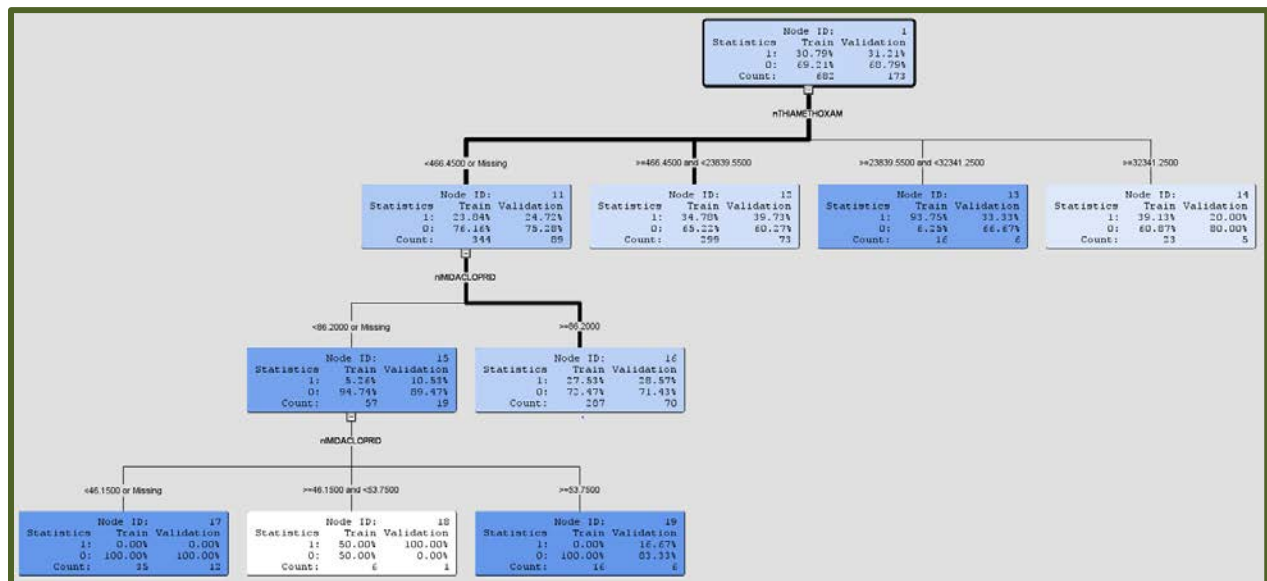 Node ID: 1
Statistics Train Validation
1: 30.79% 31.21%
0: 69.21% 68.79%
Count: 682 173
nTHIAMETHOXAM
<466.4500 or Missing
>=466.4500 and <23839.5500
>=23839.5500 and <32341.2500
>=32341.2500
Node ID: 11
Statistics Train Validation
1: 23.84% 24.72%
0: 76.16% 75.28%
Count: 344 89
Node ID: 12
Statistics Train Validation
1: 34.78% 39.73%
0: 65.22% 60.27%
Count: 299 73
Node ID: 13
Statistics Train Validation
1: 93.75% 33.33%
0: 6.25% 66.67%
Count: 16 6
Node ID: 14
Statistics Train Validation
1: 39.13% 20.00%
0: 60.87% 80.00%
Count: 23 5
nIMIDACLOPRID
<86.2000 or Missing
>=86.2000
Node ID: 15
Statistics Train Validation
1: 5.26% 10.53%
0: 94.74% 89.47%
Count: 57 19
Node ID: 16
Statistics Train Validation
1: 27.53% 28.57%
0: 72.47% 71.43%
Count: 287 70
nIMIDACLOPRID
<46.1500 or Missing
>=46.1500 and <53.7500
>=53.7500
Node ID: 17
Statistics Train Validation
1: 0.00% 0.00%
0: 100.00% 100.00%
Count: 35 12
Node ID: 18
Statistics Train Validation
1: 50.00% 100.00%
0: 50.00% 0.00%
Count: 6 1
Node ID: 19
Statistics Train Validation
1: 0.00% 16.67%
0: 100.00% 83.33%
Count: 16 6